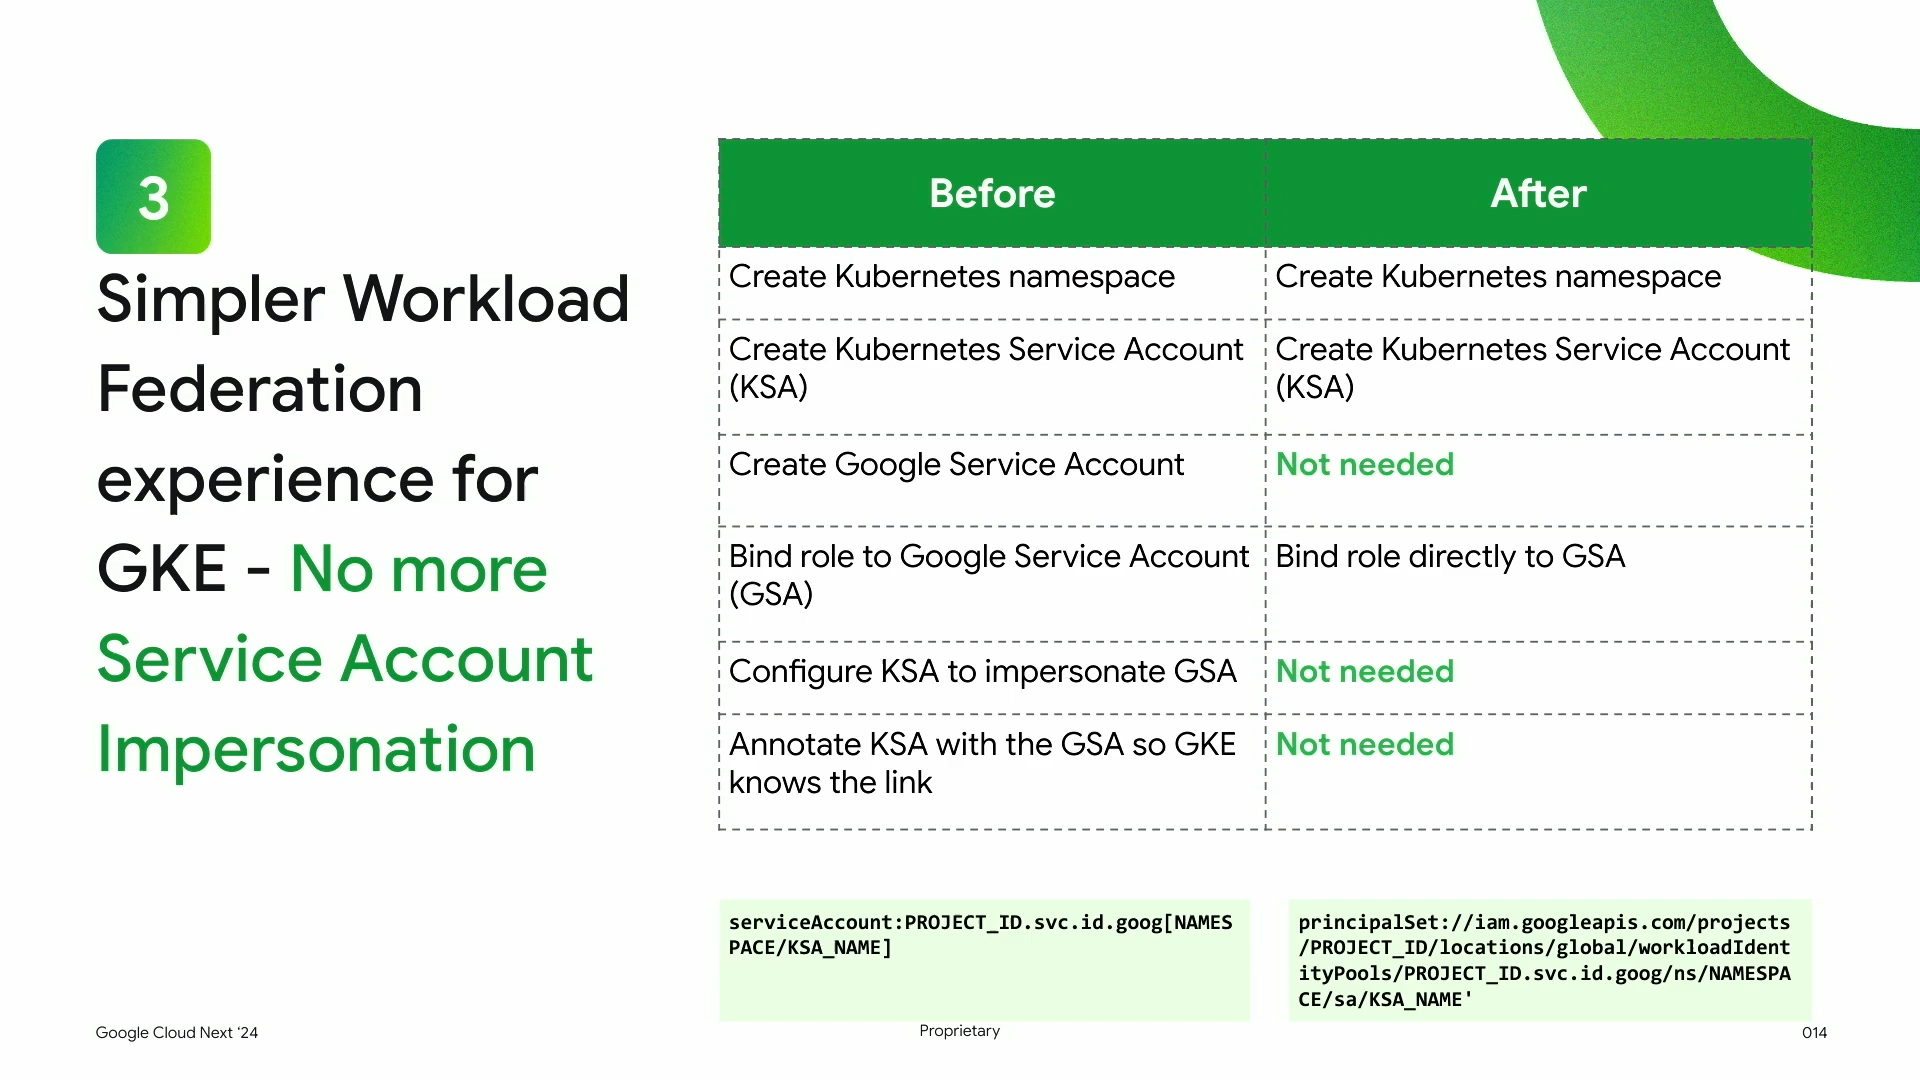 3
Simpler Workload
Federation
experience for
GKE - No more
Service Account
Impersonation
Before
After
Create Kubernetes namespace
Create Kubernetes namespace
Create Kubernetes Service Account
(KSA)
Create Kubernetes Service Account
(KSA)
Create Google Service Account
Not needed
Bind role to Google Service Account
(GSA)
Bind role directly to GSA
Configure KSA to impersonate GSA
Not needed
Annotate KSA with the GSA so GKE
knows the link
Not needed
serviceAccount:PROJECT_ID.svc.id.goog[NAMES
PACE/KSA_NAME]
principalSet://iam.googleapis.com/projects
/PROJECT_ID/locations/global/workloadIdent
ityPools/PROJECT_ID.svc.id.goog/ns/NAMESPA
CE/sa/KSA_NAME'
Google Cloud Next ‘24
Proprietary
014